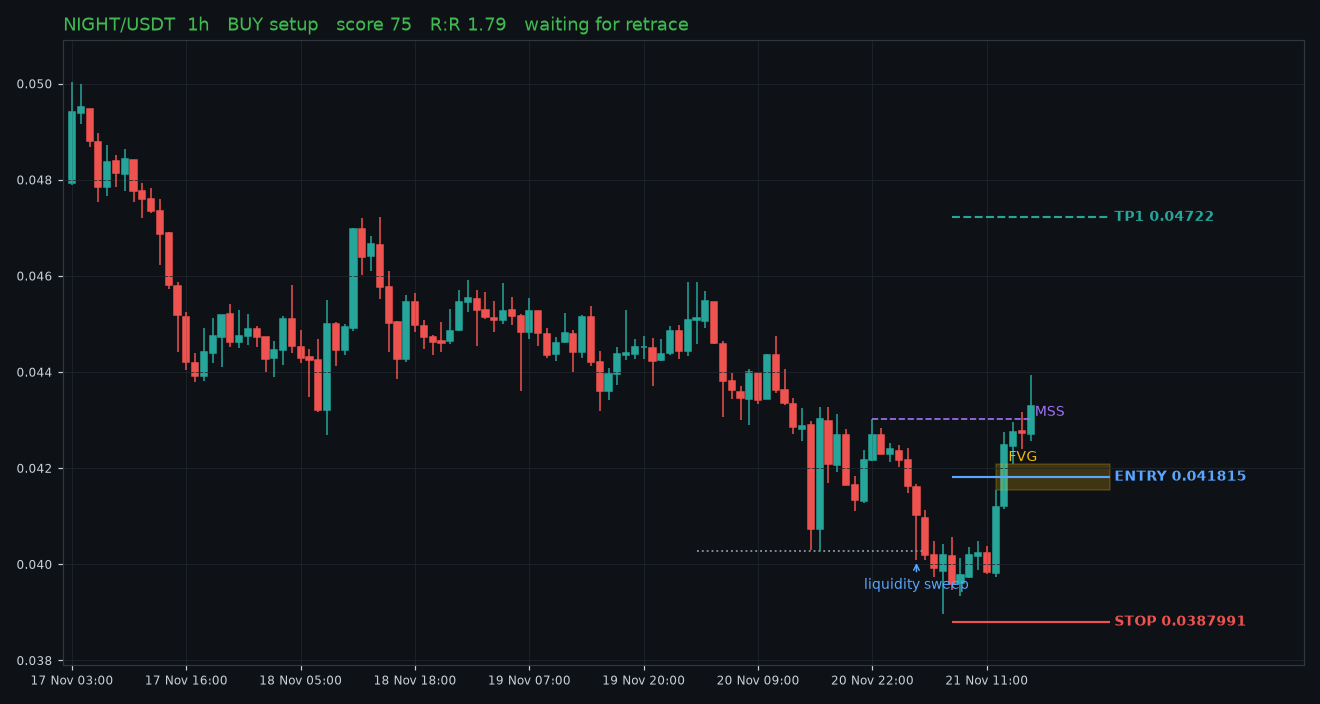 NIGHT/USDT 1h BUY setup score 75 R:R 1.79 waiting for retrace
0.050
0.048
TP1 0.04722
0.046
0.044
MSS
FVG
0.042
ENTRY 0.041815
0.040
liquidity sweep
STOP 0.0387991
0.038
17 Nov 03:00 17 Nov 16:00 18 Nov 05:00 18 Nov 18:00 19 Nov 07:00 19 Nov 20:00 20 Nov 09:00 20 Nov 22:00 21 Nov 11:00